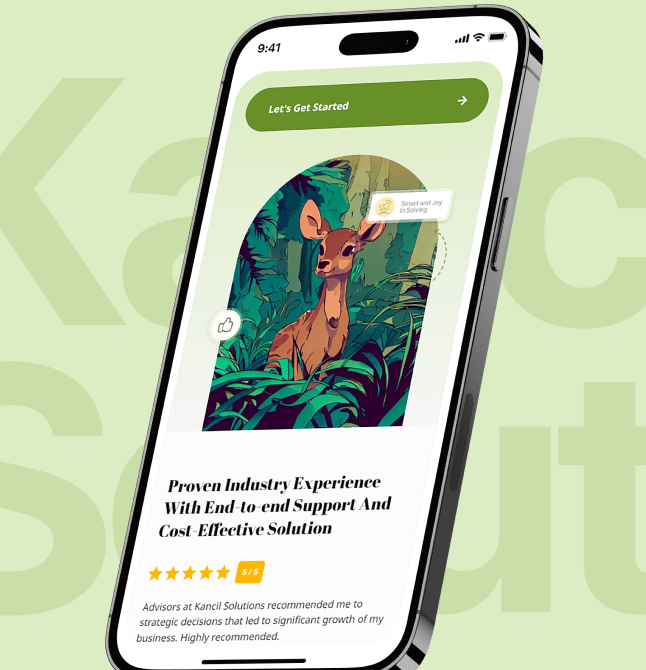 Kanc
Solut
9:41
Let's Get Started
Smart and Joy
in Solving
Proven Industry Experience
With End-to-end Support And
Cost-Effective Solution
5 / 5
Advisors at Kancil Solutions recommended me to
strategic decisions that led to significant growth of my
business. Highly recommended.